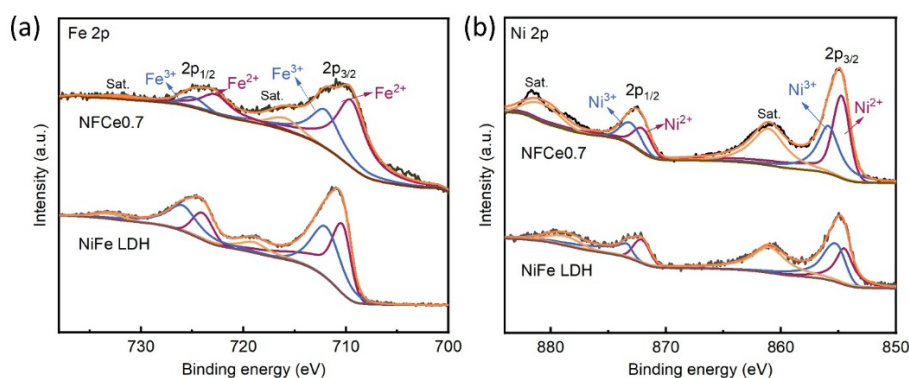 (a)
Fe 2p
Sat.
Fe3+
2p1/2
Fe2+
Sat.
Fe3+
2p3/2
Fe2+
NFCe0.7
NiFe LDH
Intensity (a.u.)
730
720
710
700
Binding energy (eV)
(b)
Ni 2p
Sat.
Ni3+
2p1/2
Ni2+
Sat.
Ni3+
2p3/2
Ni2+
NFCe0.7
NiFe LDH
Intensity (a.u.)
880
870
860
850
Binding energy (eV)